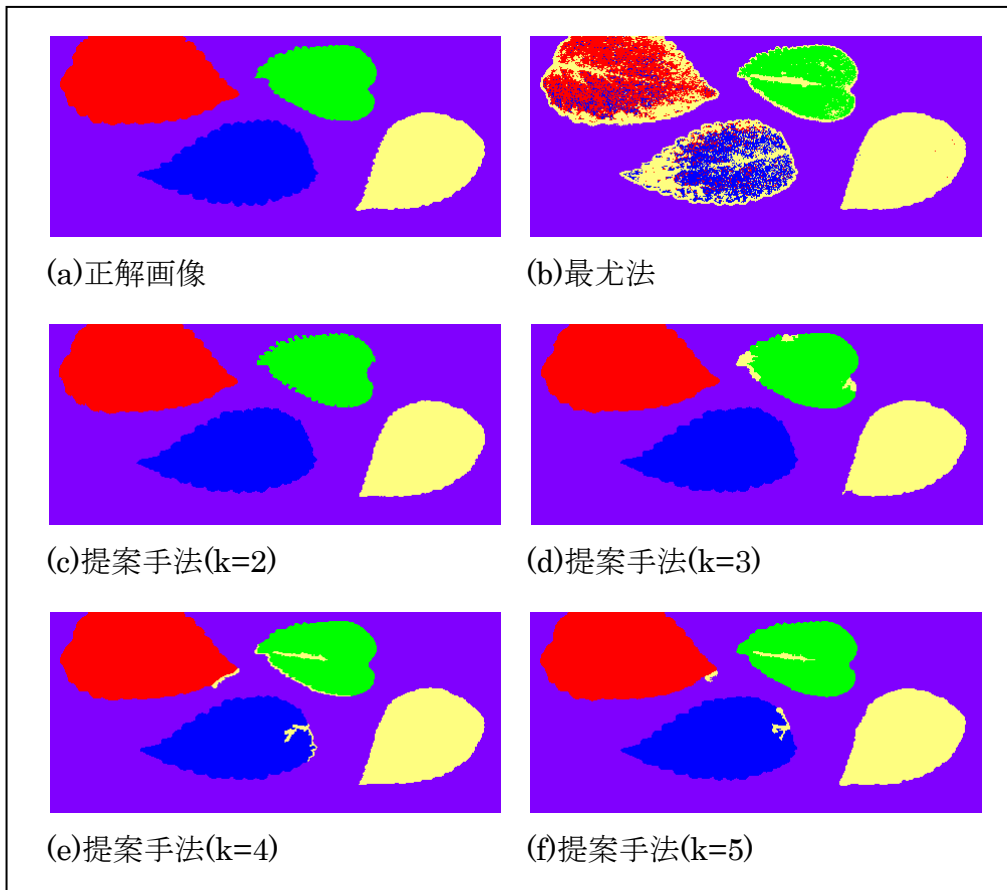 (a)正解画像
(b)最尤法
(c)提案手法(k=2)
(d)提案手法(k=3)
(e)提案手法(k=4)
(f)提案手法(k=5)